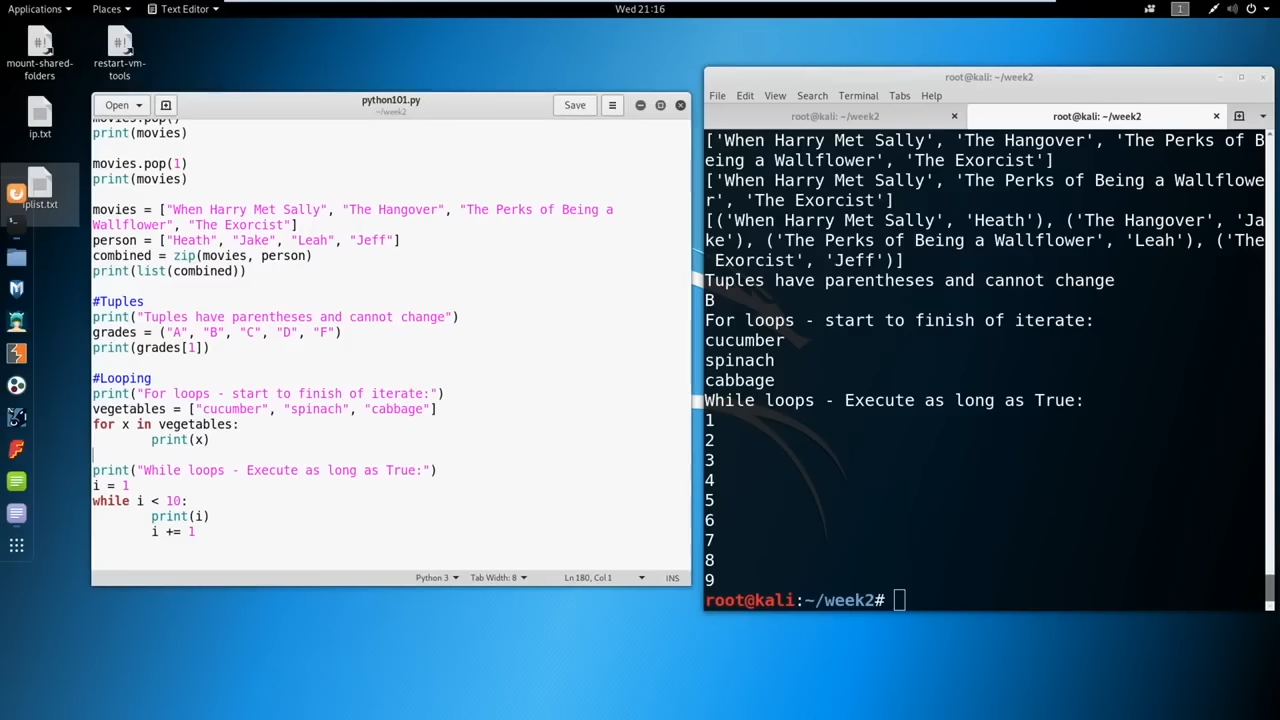 Applications Places Text Editor Wed 21:16 1
mount-shared-
folders
restart-vm-
tools
ip.txt
iplist.txt
Open python101.py Save
~/week2
movies.pop()
print(movies)
movies.pop(1)
print(movies)
movies = ["When Harry Met Sally", "The Hangover", "The Perks of Being a
Wallflower", "The Exorcist"]
person = ["Heath", "Jake", "Leah", "Jeff"]
combined = zip(movies, person)
print(list(combined))
#Tuples
print("Tuples have parentheses and cannot change")
grades = ("A", "B", "C", "D", "F")
print(grades[1])
#Looping
print("For loops - start to finish of iterate:")
vegetables = ["cucumber", "spinach", "cabbage"]
for x in vegetables:
print(x)
print("While loops - Execute as long as True:")
i = 1
while i < 10:
print(i)
i += 1
Python 3 Tab Width: 8 Ln 180, Col 1 INS
root@kali: ~/week2
File Edit View Search Terminal Tabs Help
root@kali: ~/week2 root@kali: ~/week2
['When Harry Met Sally', 'The Hangover', 'The Perks of B
eing a Wallflower', 'The Exorcist']
['When Harry Met Sally', 'The Perks of Being a Wallflowe
r', 'The Exorcist']
[('When Harry Met Sally', 'Heath'), ('The Hangover', 'Ja
ke'), ('The Perks of Being a Wallflower', 'Leah'), ('The
Exorcist', 'Jeff')]
Tuples have parentheses and cannot change
B
For loops - start to finish of iterate:
cucumber
spinach
cabbage
While loops - Execute as long as True:
1
2
3
4
5
6
7
8
9
root@kali:~/week2#